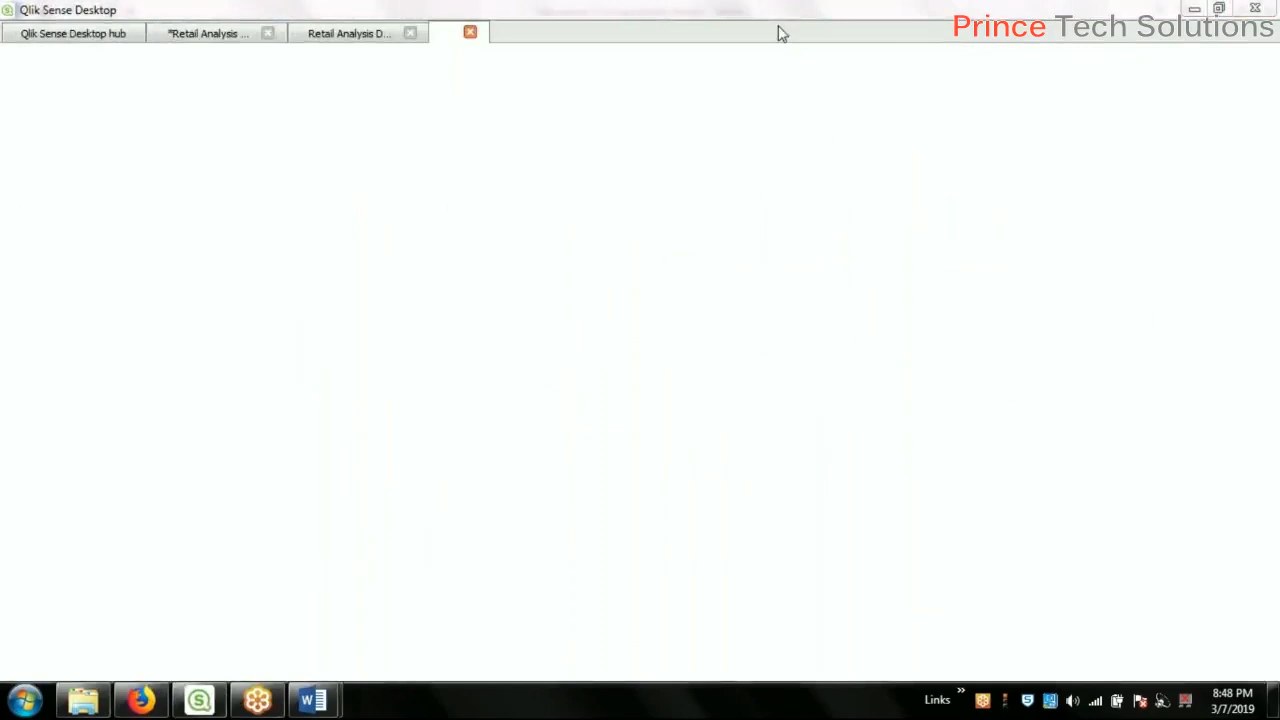 Qlik Sense Desktop
Prince Tech Solutions
Qlik Sense Desktop hub
*Retail Analysis ...
Retail Analysis D...
Links
8:48 PM
3/7/2019